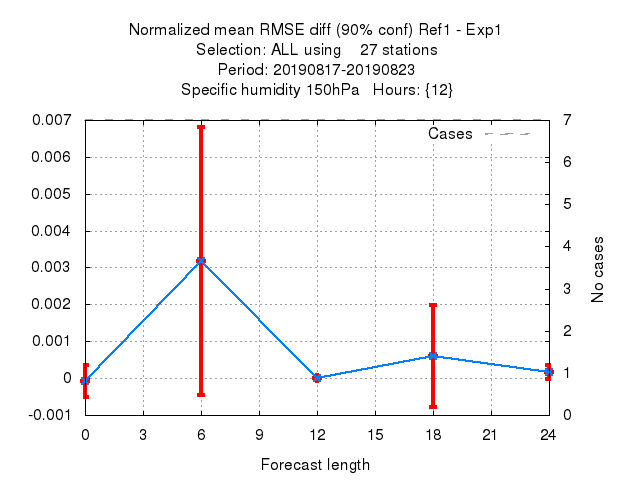 Normalized mean RMSE diff (90% conf) Ref1 - Exp1
Selection: ALL using 27 stations
Period: 20190817-20190823
Specific humidity 150hPa Hours: {12}
Cases
0.007
0.006
0.005
0.004
0.003
0.002
0.001
0
-0.001
7
6
5
4
3
2
1
0
No cases
0 3 6 9 12 15 18 21 24
Forecast length